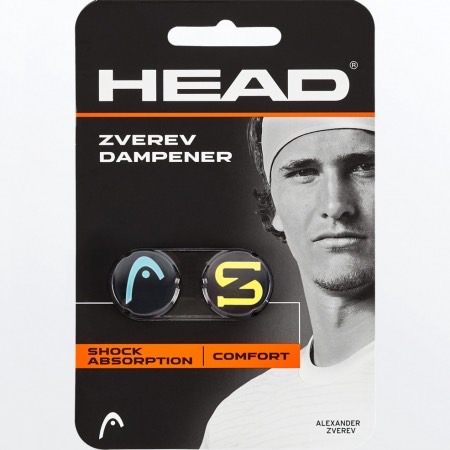 HEAD®
ZVEREV
DAMPENER
SHOCK
ABSORPTION | COMFORT
ALEXANDER
ZVEREV